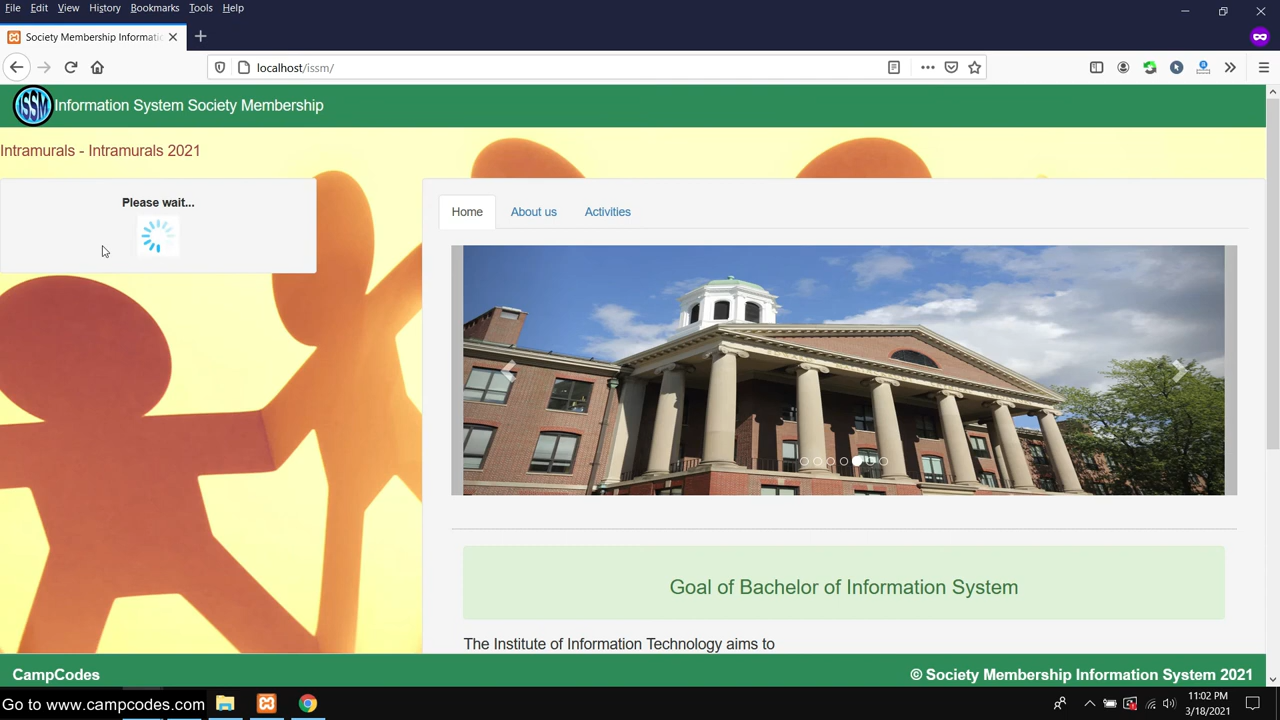 File Edit View History Bookmarks Tools Help
Society Membership Informatio
localhost/issm/
ISSM Information System Society Membership
Intramurals - Intramurals 2021
Please wait...
Home About us Activities
Goal of Bachelor of Information System
The Institute of Information Technology aims to
CampCodes © Society Membership Information System 2021
Go to www.campcodes.com
11:02 PM
3/18/2021